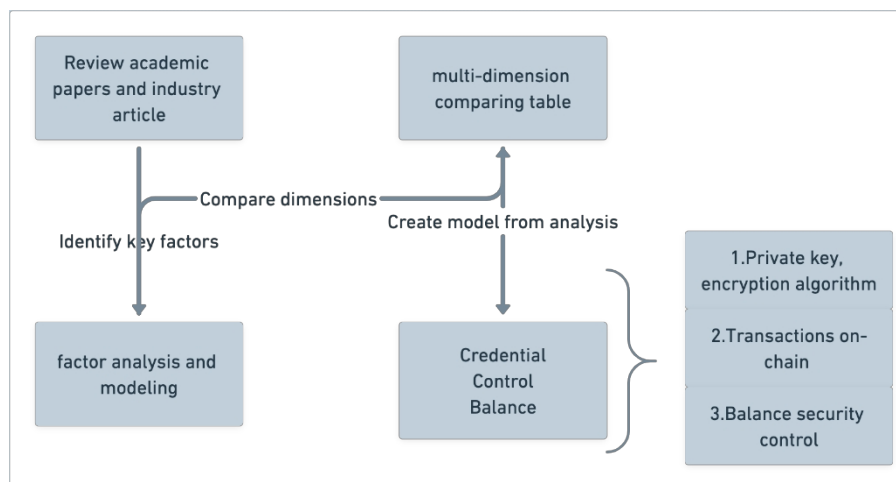 Review academic
papers and industry
article
multi-dimension
comparing table
Compare dimensions
Create model from analysis
Identify key factors
factor analysis and
modeling
Credential
Control
Balance
1.Private key,
encryption algorithm
2.Transactions on-
chain
3.Balance security
control